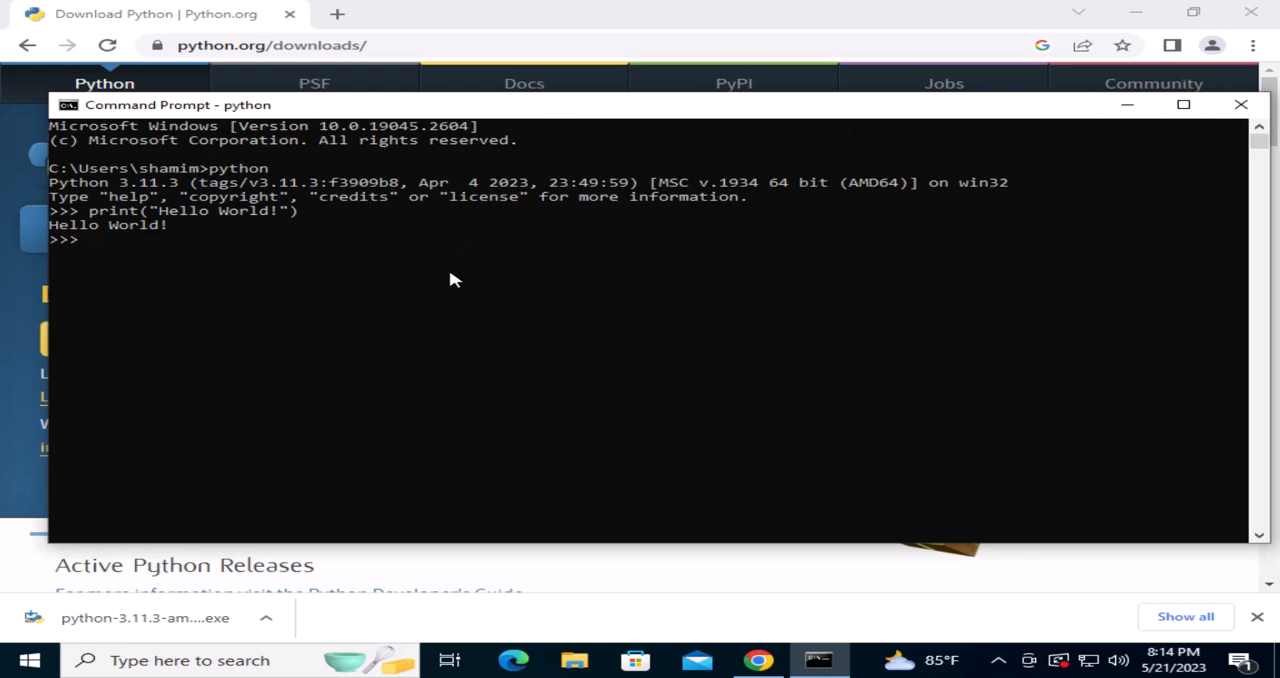 Download Python | Python.org
python.org/downloads/
Python PSF Docs PyPI Jobs Community
Command Prompt - python
Microsoft Windows [Version 10.0.19045.2604]
(c) Microsoft Corporation. All rights reserved.
C:\Users\shamim>python
Python 3.11.3 (tags/v3.11.3:f3909b8, Apr  4 2023, 23:49:59) [MSC v.1934 64 bit (AMD64)] on win32
Type "help", "copyright", "credits" or "license" for more information.
>>> print("Hello World!")
Hello World!
>>>
Active Python Releases
For more information visit the Python Developer's Guide
python-3.11.3-am....exe
Show all
Type here to search
85°F
8:14 PM
5/21/2023
1